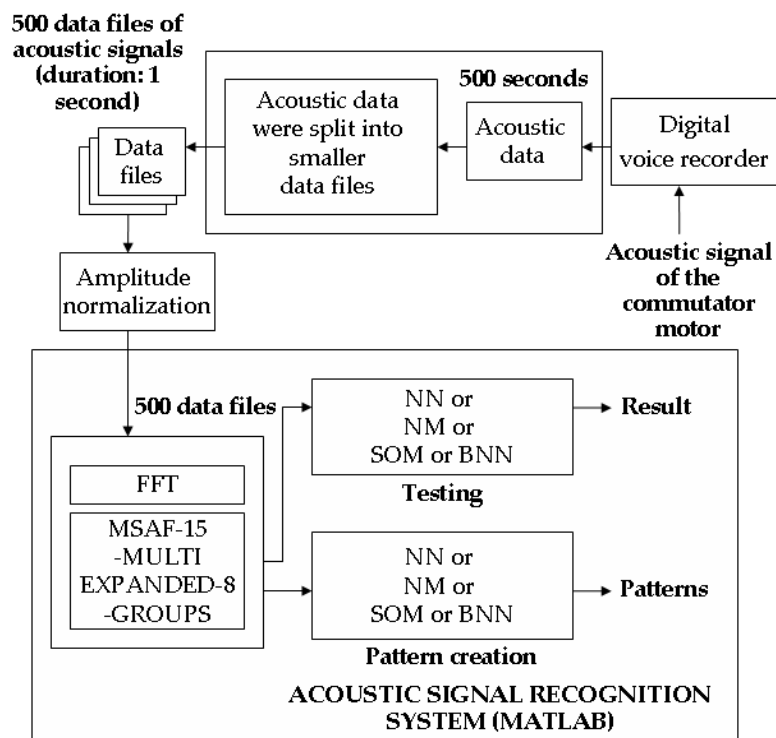 500 data files of
acoustic signals
(duration: 1
second)
500 seconds
Acoustic data
were split into
smaller
data files
Acoustic
data
Digital
voice recorder
Data
files
Acoustic signal
of the
commutator
motor
Amplitude
normalization
500 data files
FFT
MSAF-15
-MULTI
EXPANDED-8
-GROUPS
NN or
NM or
SOM or BNN
Testing
Result
NN or
NM or
SOM or BNN
Pattern creation
Patterns
ACOUSTIC SIGNAL RECOGNITION
SYSTEM (MATLAB)